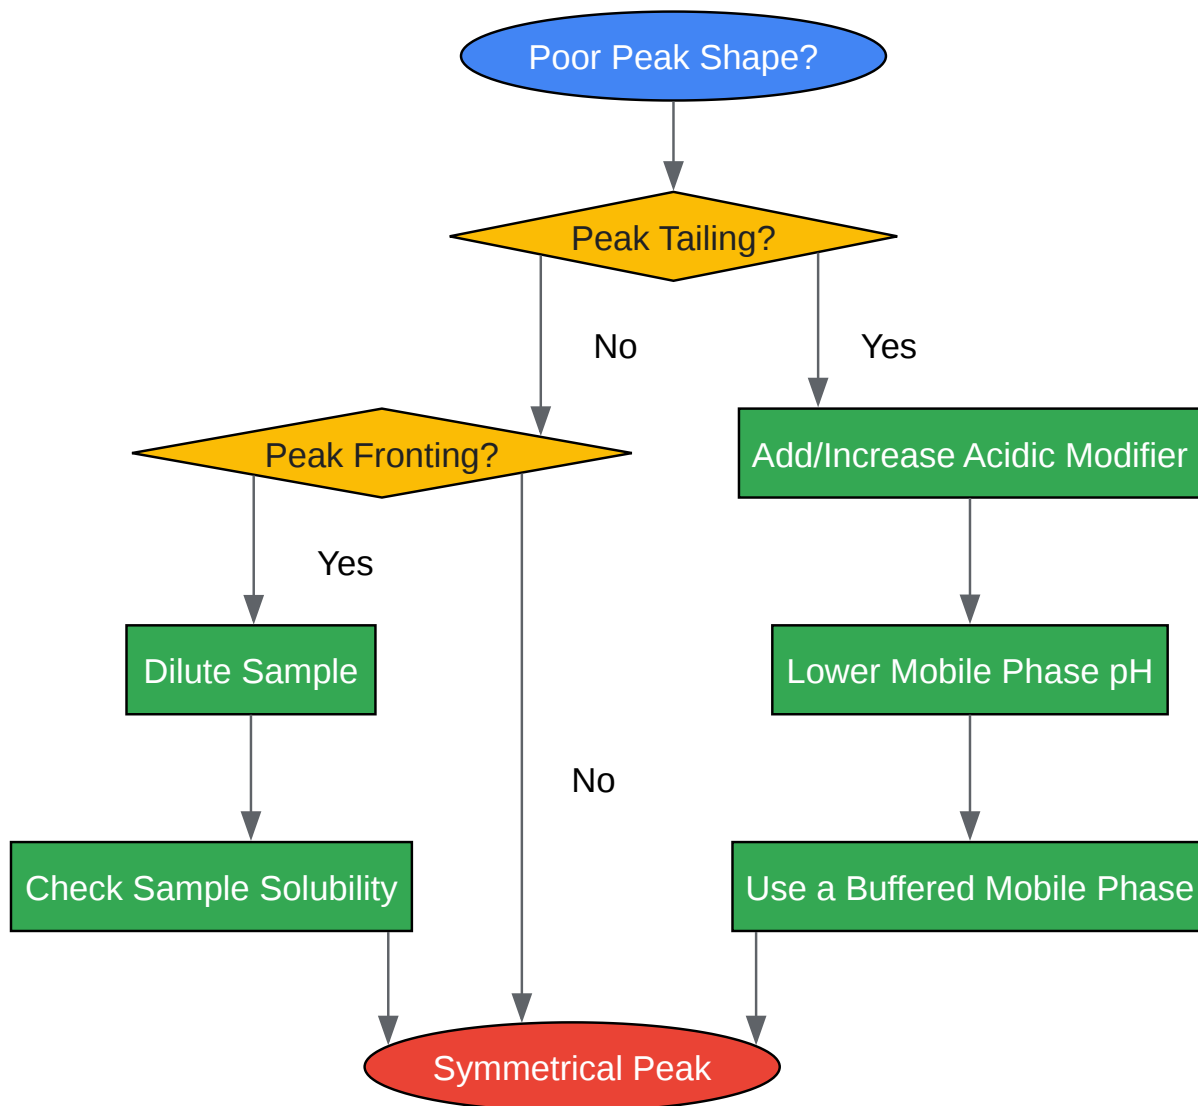 Poor Peak Shape?
Peak Tailing?
No
Yes
Peak Fronting?
Add/Increase Acidic Modifier
Yes
Dilute Sample
Lower Mobile Phase pH
No
Check Sample Solubility
Use a Buffered Mobile Phase
Symmetrical Peak